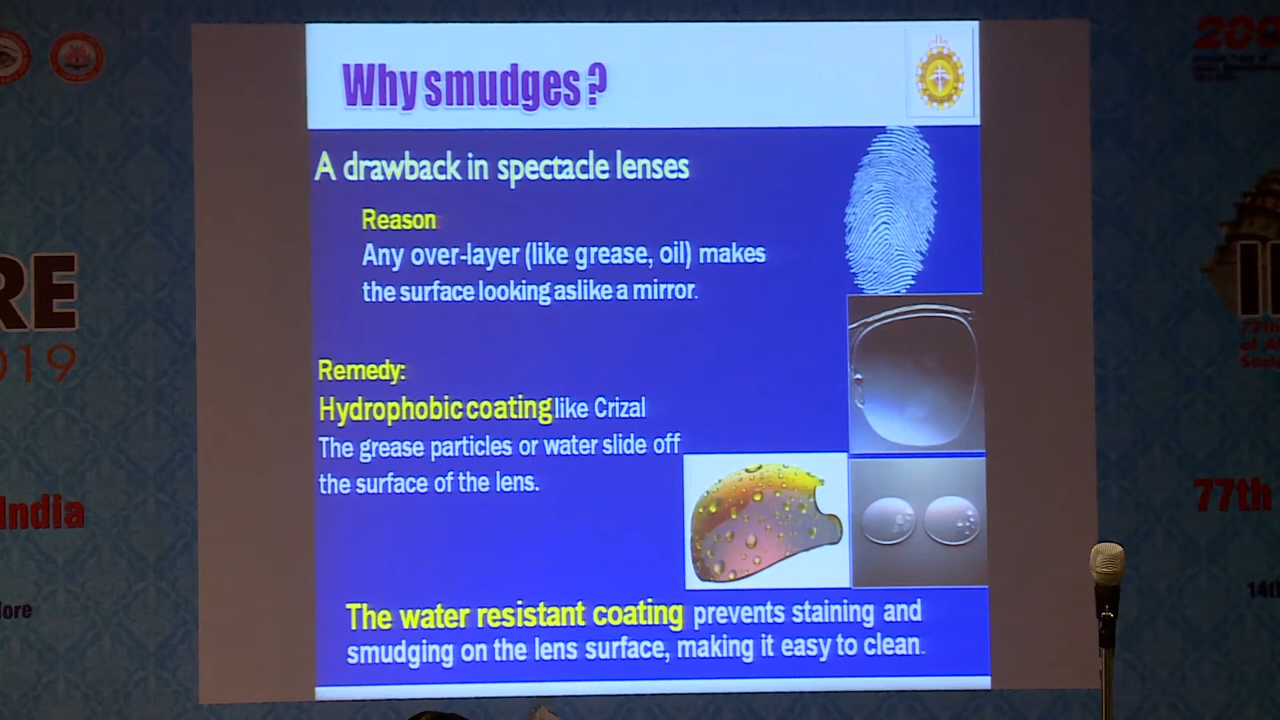 Why smudges ?
A drawback in spectacle lenses
Reason
Any over-layer (like grease, oil) makes
the surface looking aslike a mirror.
Remedy:
Hydrophobic coating like Crizal
The grease particles or water slide off
the surface of the lens.
The water resistant coating prevents staining and
smudging on the lens surface, making it easy to clean.
RE
019
India
lore
77th